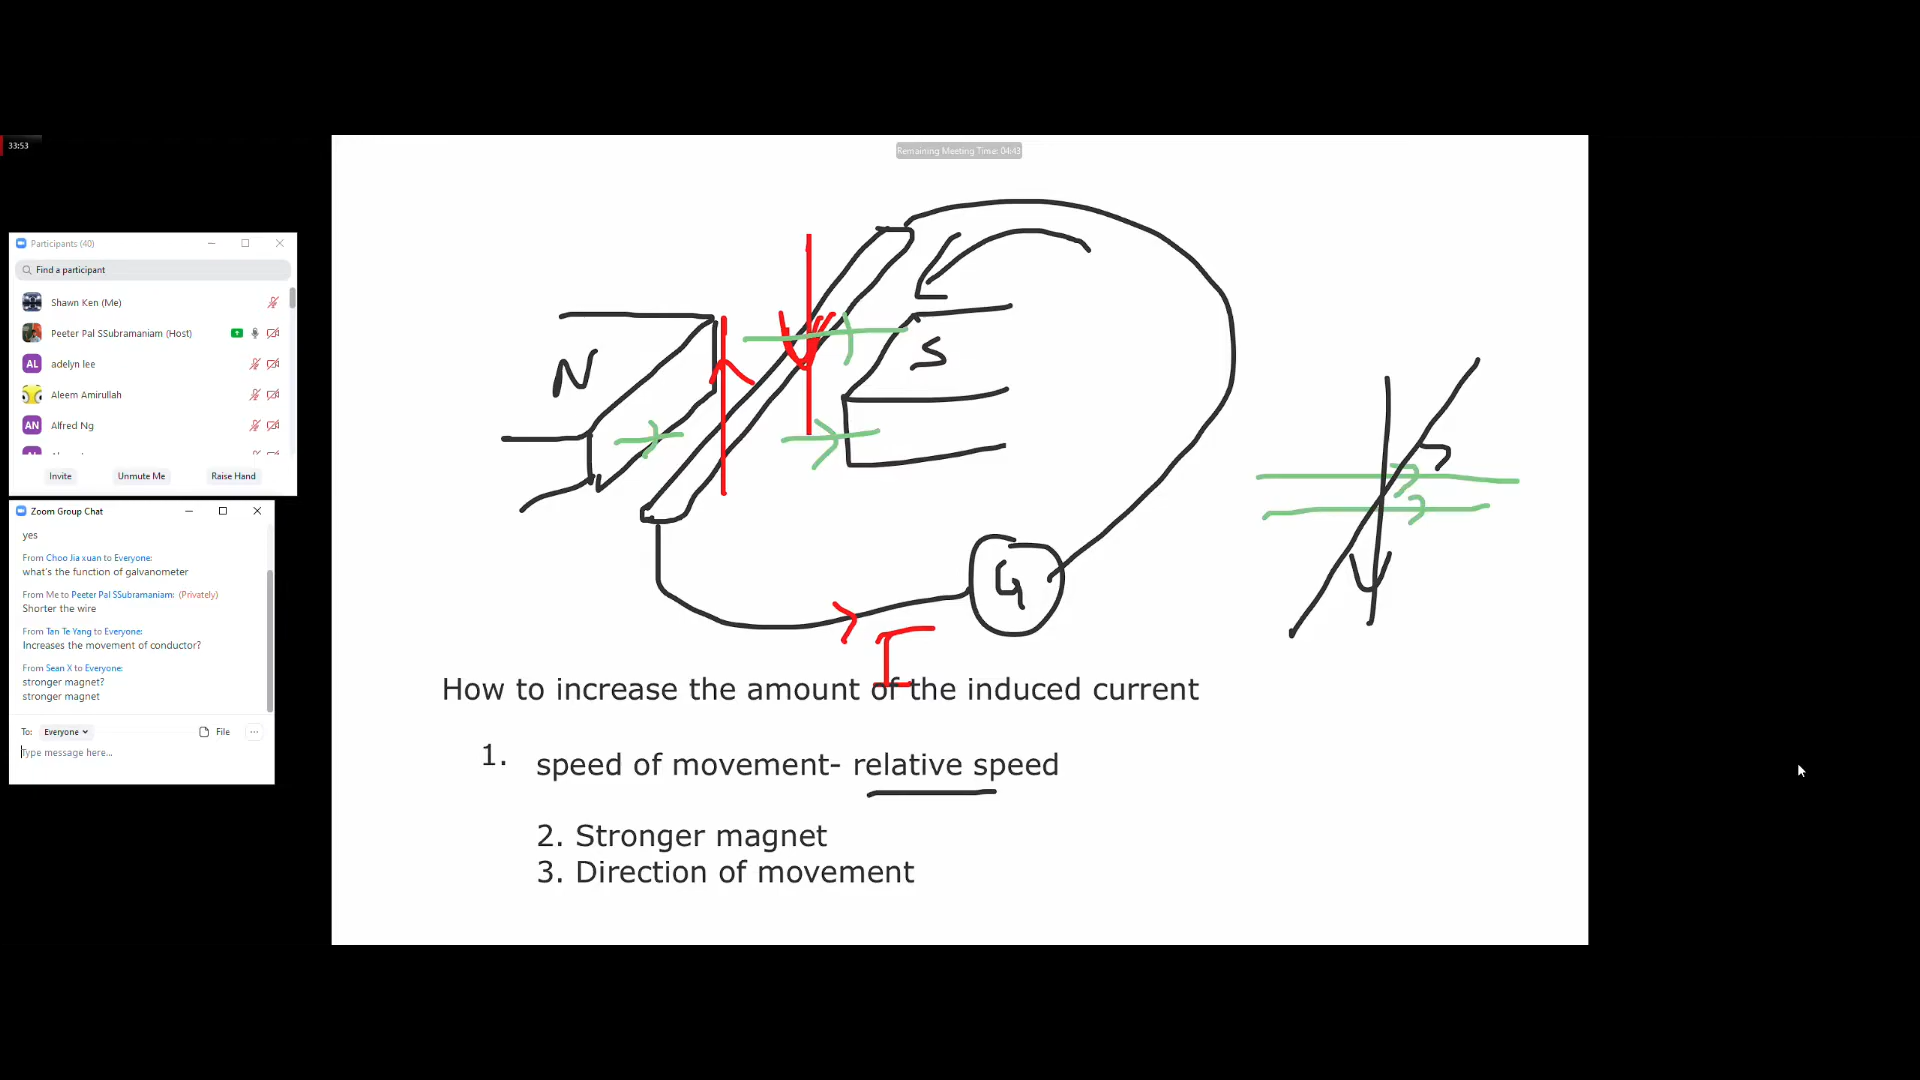 Remaining Meeting Time: 04:43
33:53
Participants (40)
Find a participant
Shawn Ken (Me)
Peeter Pal SSubramaniam (Host)
AL adelyn lee
Aleem Amirullah
AN Alfred Ng
Invite Unmute Me Raise Hand
Zoom Group Chat
yes
From Choo Jia xuan to Everyone:
what's the function of galvanometer
From Me to Peeter Pal SSubramaniam: (Privately)
Shorter the wire
From Tan Te Yang to Everyone:
Increases the movement of conductor?
From Sean X to Everyone:
stronger magnet?
stronger magnet
To: Everyone File
Type message here...
N
S
G
I
How to increase the amount of the induced current
1. speed of movement- relative speed
2. Stronger magnet
3. Direction of movement